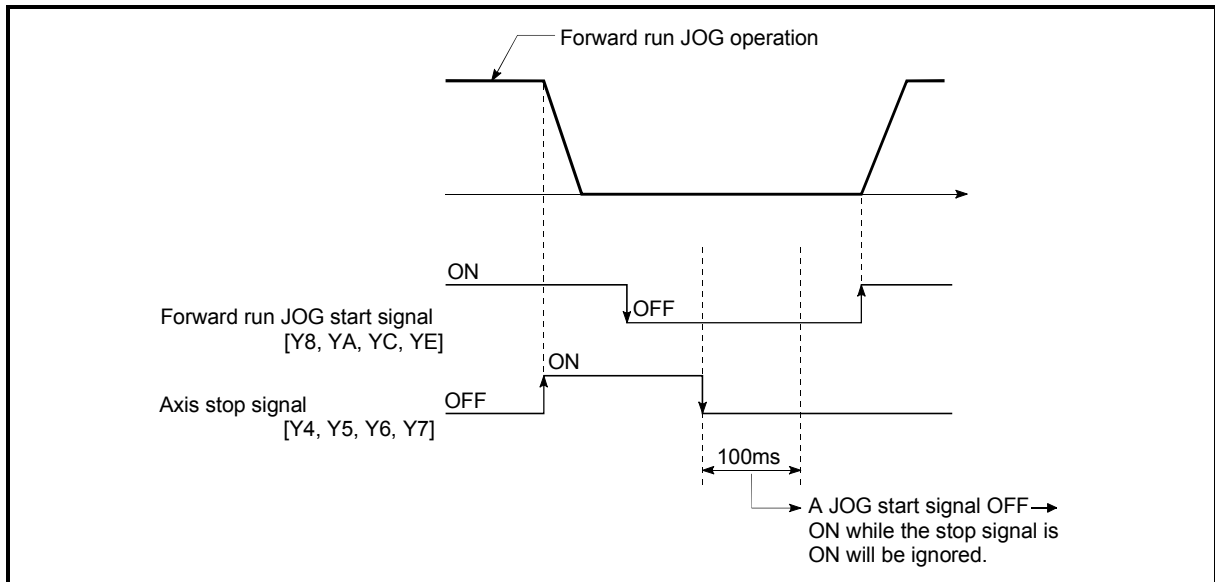 Forward run JOG operation
ON
OFF
Forward run JOG start signal
[Y8, YA, YC, YE]
ON
OFF
Axis stop signal
[Y4, Y5, Y6, Y7]
100ms
A JOG start signal OFF→
ON while the stop signal is
ON will be ignored.